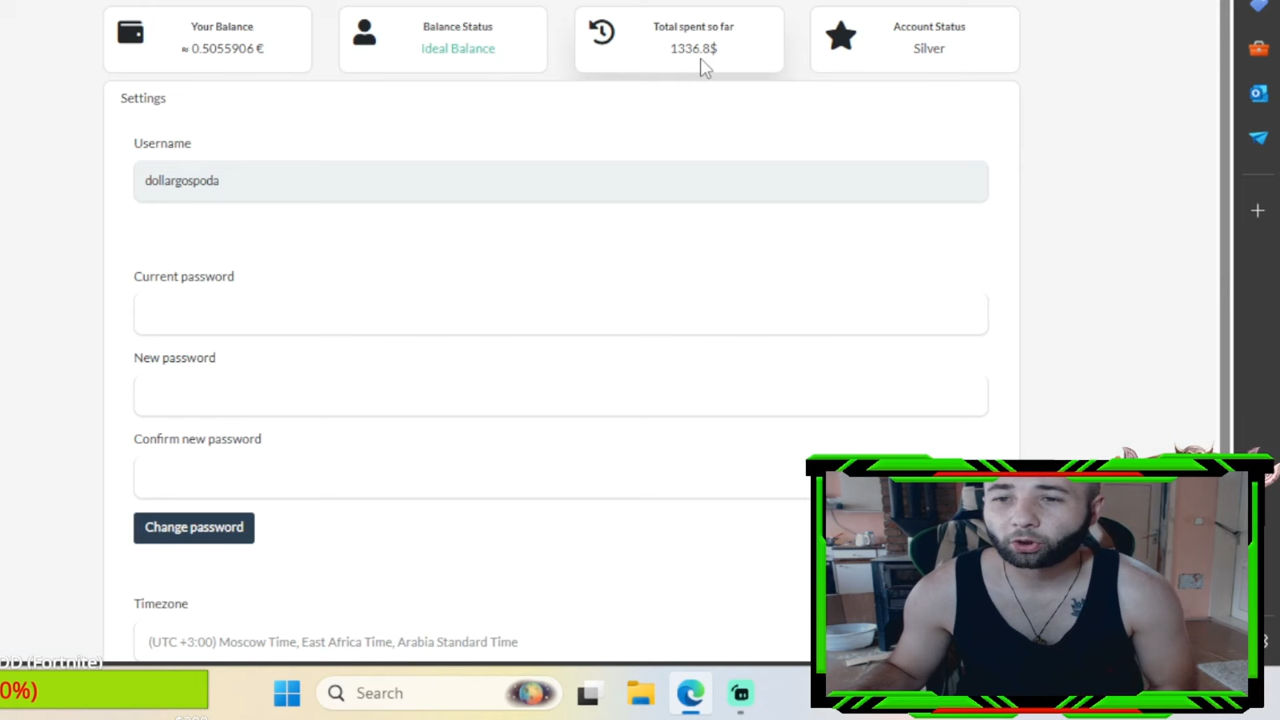 Your Balance
≈ 0.5055906 €
Balance Status
Ideal Balance
Total spent so far
1336.8$
Account Status
Silver
Settings
Username
dollargospoda
Current password
New password
Confirm new password
Change password
Timezone
(UTC +3:00) Moscow Time, East Africa Time, Arabia Standard Time
(Fortnite)
0%)
Search